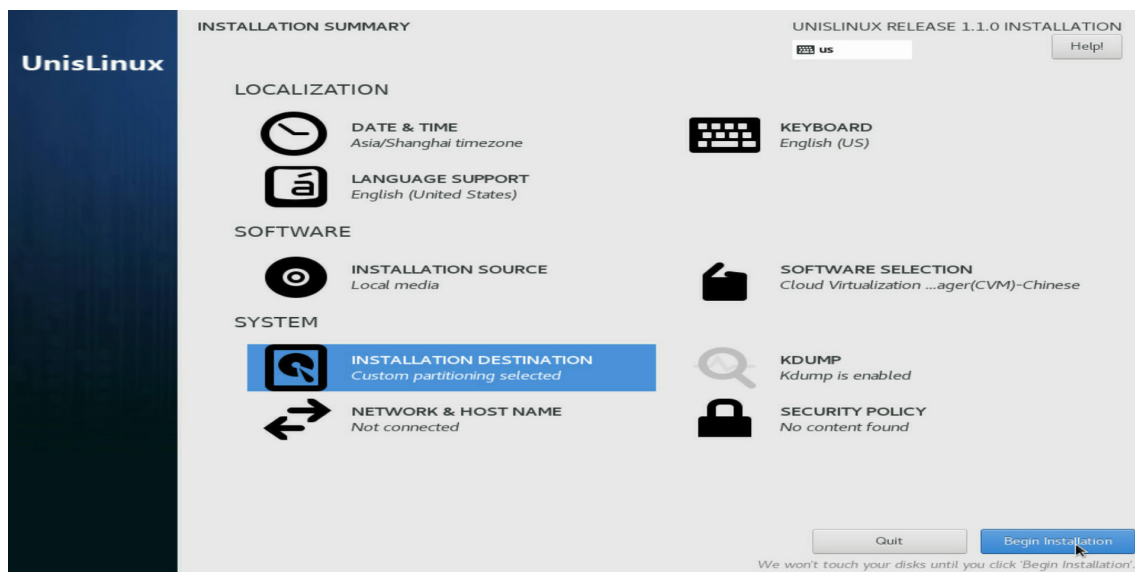 INSTALLATION SUMMARY
UNISLINUX RELEASE 1.1.0 INSTALLATION
us
Help!
UnisLinux
LOCALIZATION
DATE & TIME
Asia/Shanghai timezone
KEYBOARD
English (US)
á
LANGUAGE SUPPORT
English (United States)
SOFTWARE
INSTALLATION SOURCE
Local media
SOFTWARE SELECTION
Cloud Virtualization ...ager(CVM)-Chinese
SYSTEM
INSTALLATION DESTINATION
Custom partitioning selected
KDUMP
Kdump is enabled
NETWORK & HOST NAME
Not connected
SECURITY POLICY
No content found
Quit
Begin Installation
We won't touch your disks until you click 'Begin Installation'.